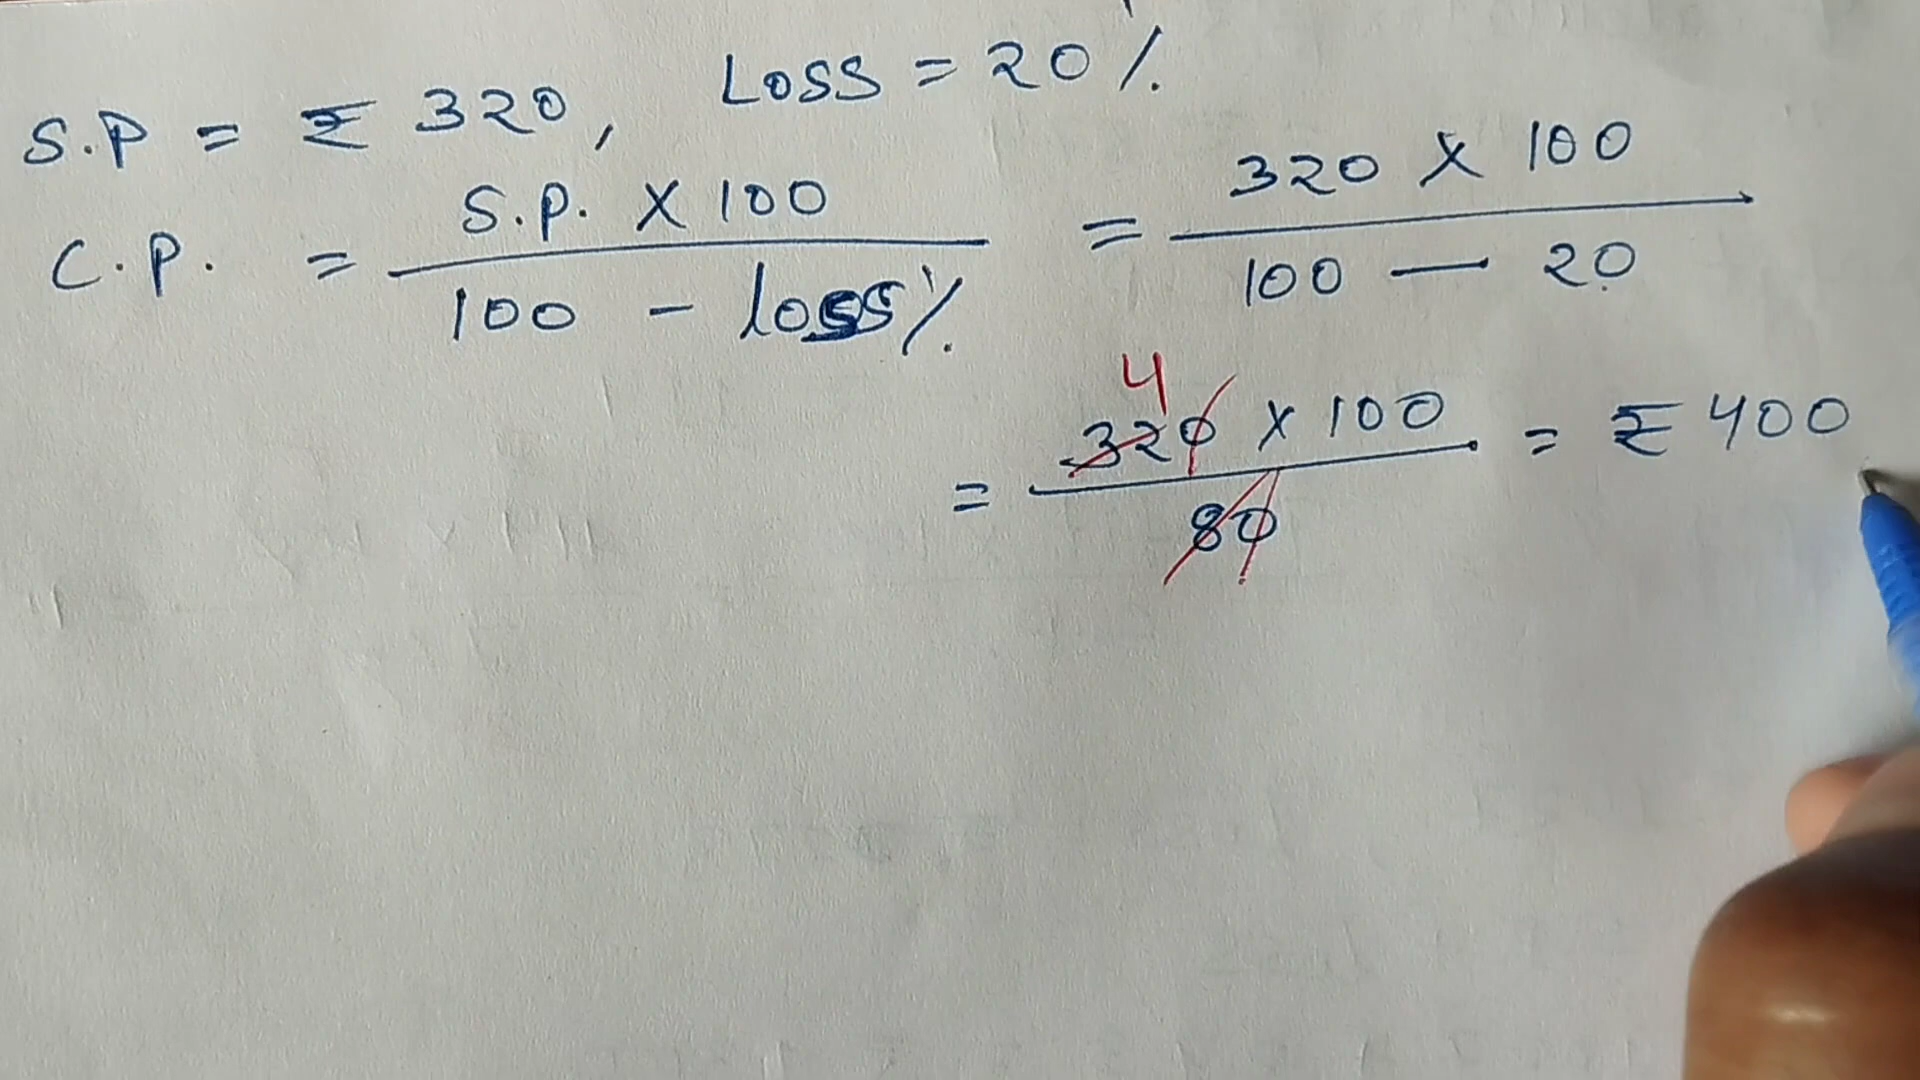 S.P = ₹ 320, Loss = 20%
C.P. = S.P. X 100 / 100 - loss% = 320 X 100 / 100 — 20
4
= 320 X 100 / 80 = ₹ 400